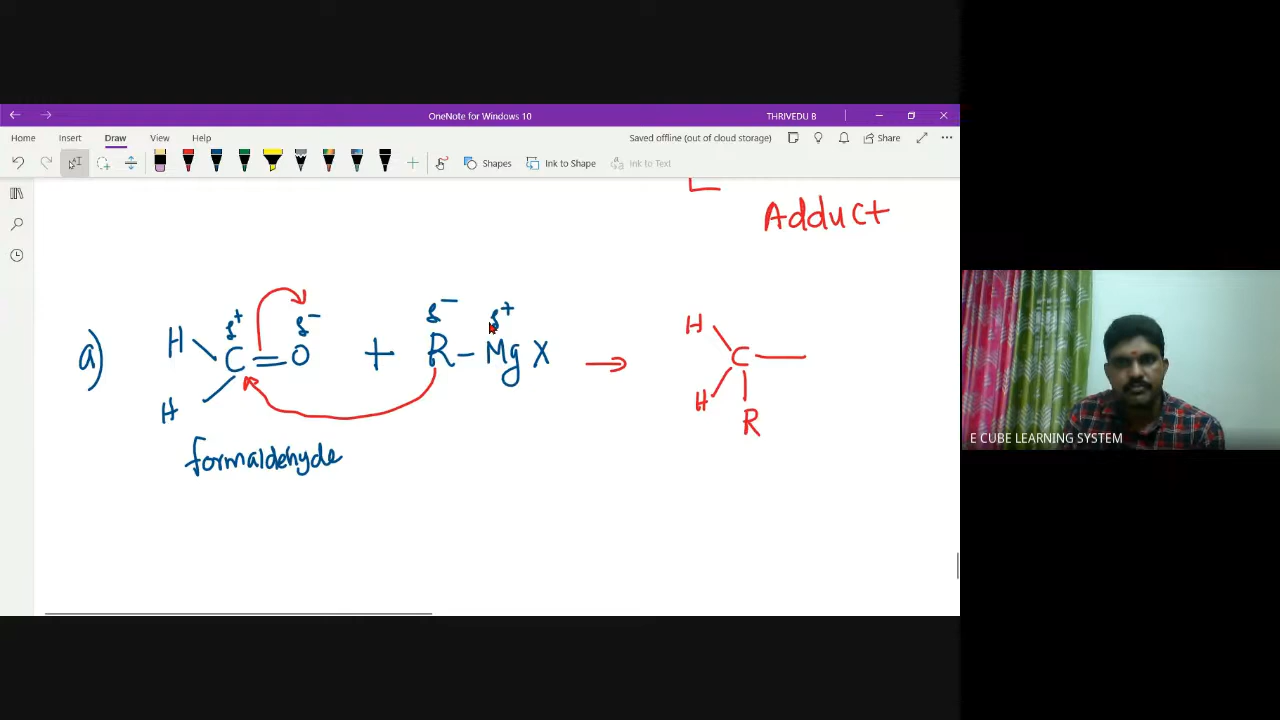 OneNote for Windows 10
THRIVEDU B
Home Insert Draw View Help
Saved offline (out of cloud storage)
Share
Shapes
Ink to Shape
Ink to Text
Adduct
a) H C δ+ = O δ- + R δ- - Mg δ+ X → H C
H H R
formaldehyde
E CUBE LEARNING SYSTEM